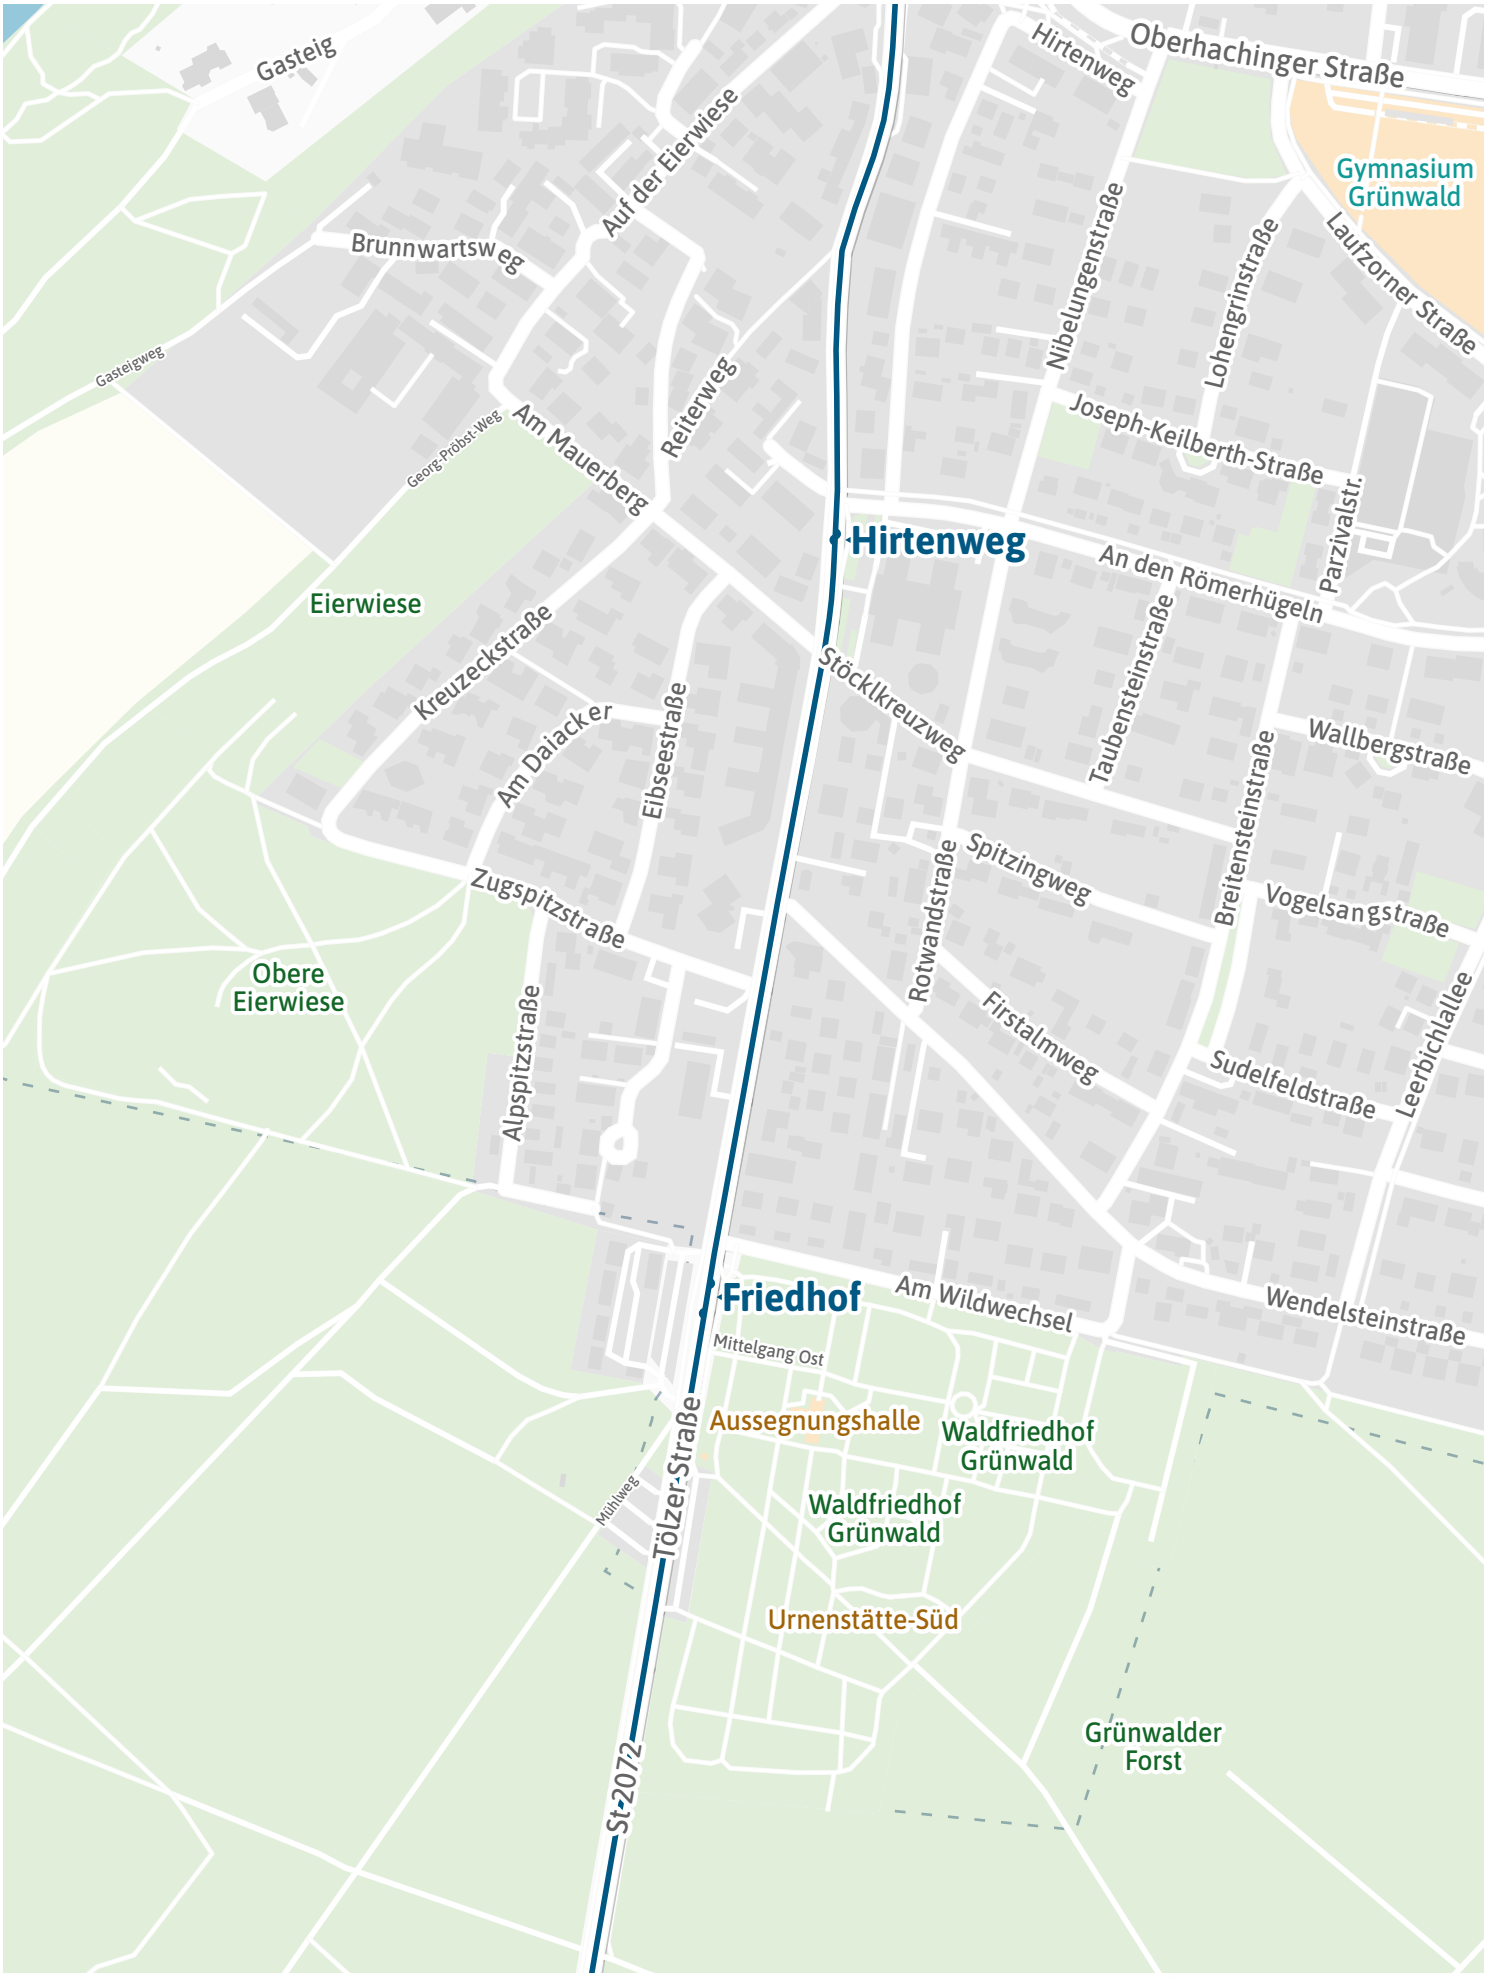 Gasteig
Hirtenweg
Oberhachinger Straße
Auf der Eierwiese
Gymnasium
Grünwald
Brunnwartsweg
Nibelungenstraße
Lohengrinstraße
Laufzorner Straße
Gasteigweg
Reiterweg
Georg-Pröbst-Weg
Am Mauerberg
Joseph-Keilberth-Straße
Parzivalstr.
Hirtenweg
An den Römerhügeln
Eierwiese
Kreuzeckstraße
Taubensteinstraße
Stöcklkreuzweg
Am Daiacker
Eibseestraße
Wallbergstraße
Breitensteinstraße
Spitzingweg
Rotwandstraße
Zugspitzstraße
Vogelsangstraße
Obere
Eierwiese
Alpspitzstraße
Firstalmweg
Sudelfeldstraße
Leerbichlallee
Friedhof
Am Wildwechsel
Wendelsteinstraße
Mittelgang Ost
Aussegnungshalle
Waldfriedhof
Grünwald
Tölzer Straße
Mühlweg
Waldfriedhof
Grünwald
Urnenstätte-Süd
Grünwalder
Forst
St 2072